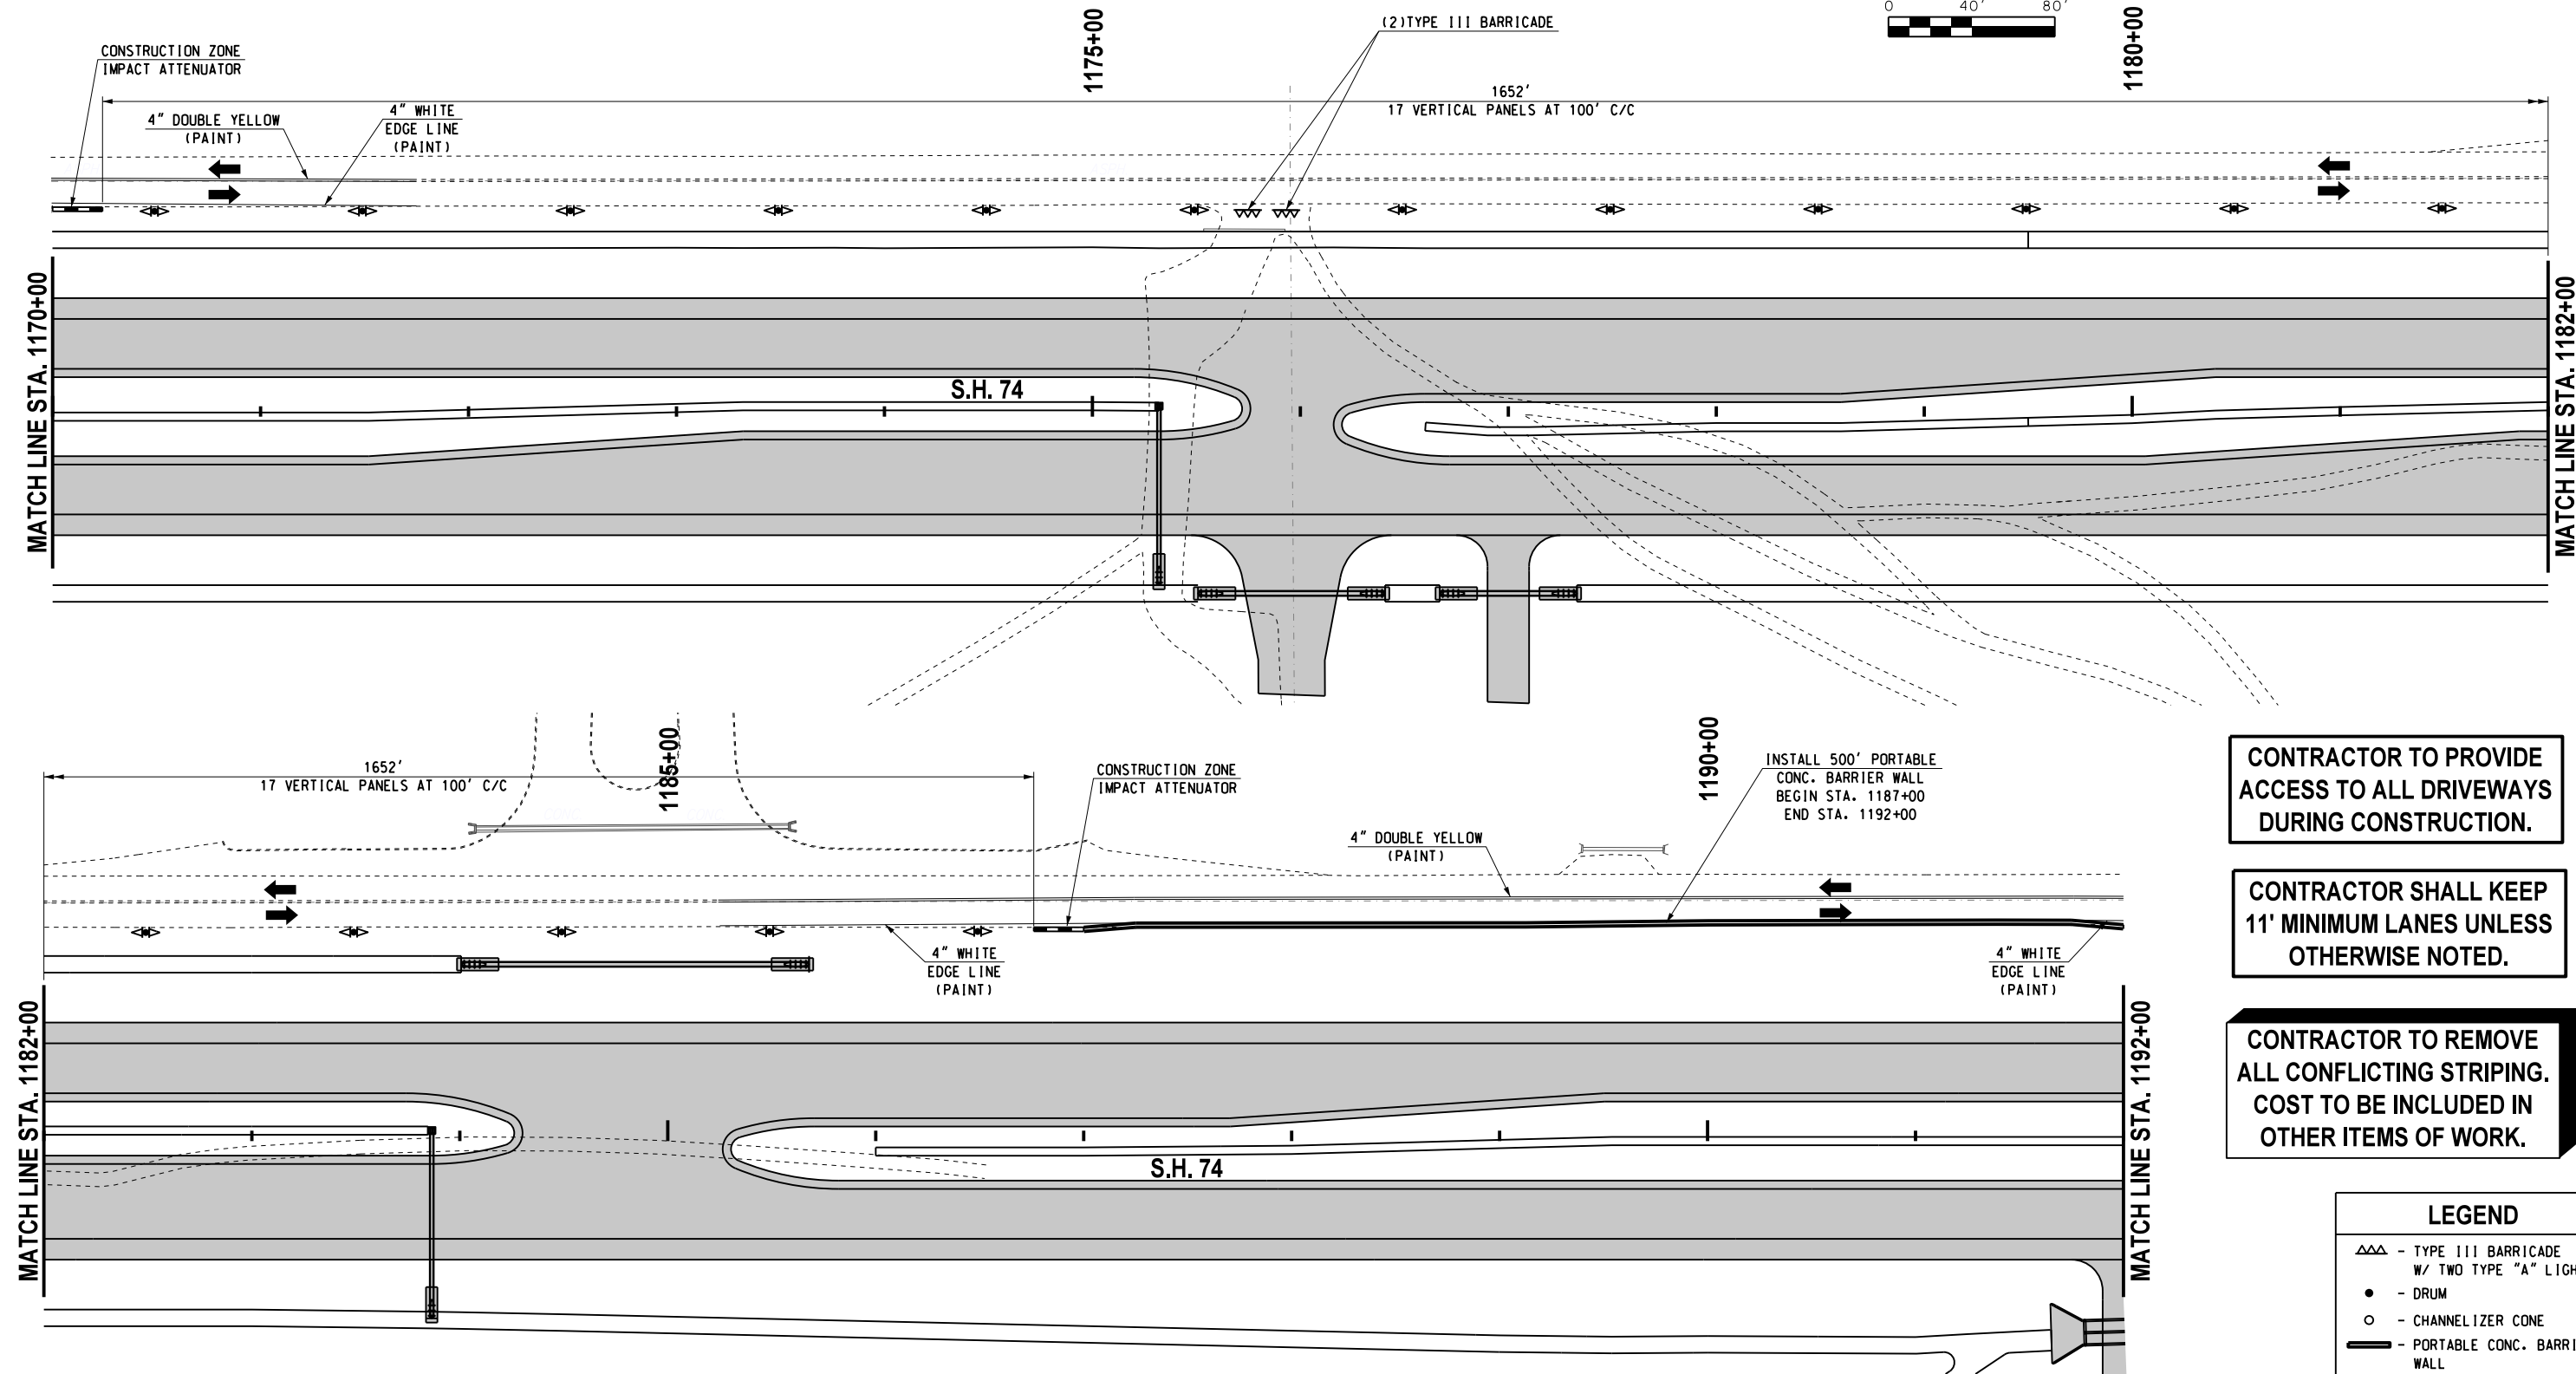 0 40' 80'
(2)TYPE III BARRICADE
1175+00
1180+00
CONSTRUCTION ZONE
IMPACT ATTENUATOR
1652'
17 VERTICAL PANELS AT 100' C/C
4" DOUBLE YELLOW
(PAINT)
4" WHITE
EDGE LINE
(PAINT)
MATCH LINE STA. 1170+00
S.H. 74
MATCH LINE STA. 1182+00
1185+00
1190+00
1652'
17 VERTICAL PANELS AT 100' C/C
CONSTRUCTION ZONE
IMPACT ATTENUATOR
INSTALL 500' PORTABLE
CONC. BARRIER WALL
BEGIN STA. 1187+00
END STA. 1192+00
4" DOUBLE YELLOW
(PAINT)
4" WHITE
EDGE LINE
(PAINT)
4" WHITE
EDGE LINE
(PAINT)
MATCH LINE STA. 1182+00
S.H. 74
MATCH LINE STA. 1192+00
CONTRACTOR TO PROVIDE
ACCESS TO ALL DRIVEWAYS
DURING CONSTRUCTION.
CONTRACTOR SHALL KEEP
11' MINIMUM LANES UNLESS
OTHERWISE NOTED.
CONTRACTOR TO REMOVE
ALL CONFLICTING STRIPING.
COST TO BE INCLUDED IN
OTHER ITEMS OF WORK.
LEGEND
- TYPE III BARRICADE
W/ TWO TYPE "A" LIGH
- DRUM
- CHANNELIZER CONE
- PORTABLE CONC. BARRI
WALL